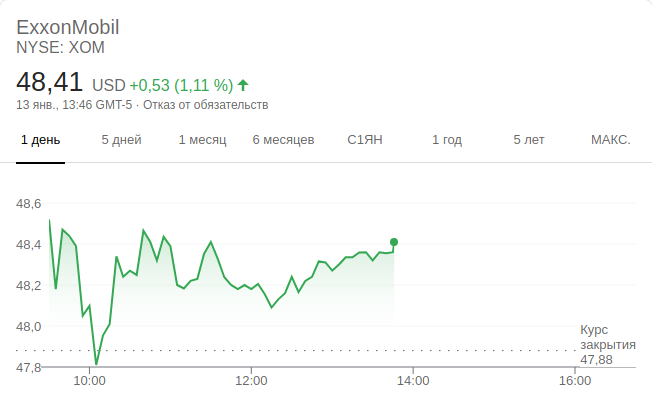 ExxonMobil
NYSE: XOM
48,41 USD +0,53 (1,11 %)
13 янв., 13:46 GMT-5 · Отказ от обязательств
1 день 5 дней 1 месяц 6 месяцев С1ЯН 1 год 5 лет МАКС.
48,6
48,4
48,2
48,0
Курс
закрытия
47,88
47,8
10:00 12:00 14:00 16:00